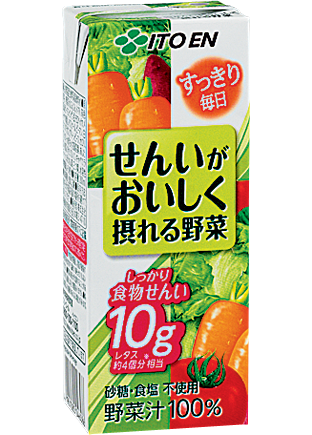 ITO EN
すっきり
毎日
せんいが
おいしく
摂れる野菜
しっかり
食物せんい
10g
レタス※
約4個分相当
砂糖・食塩 不使用
野菜汁100%